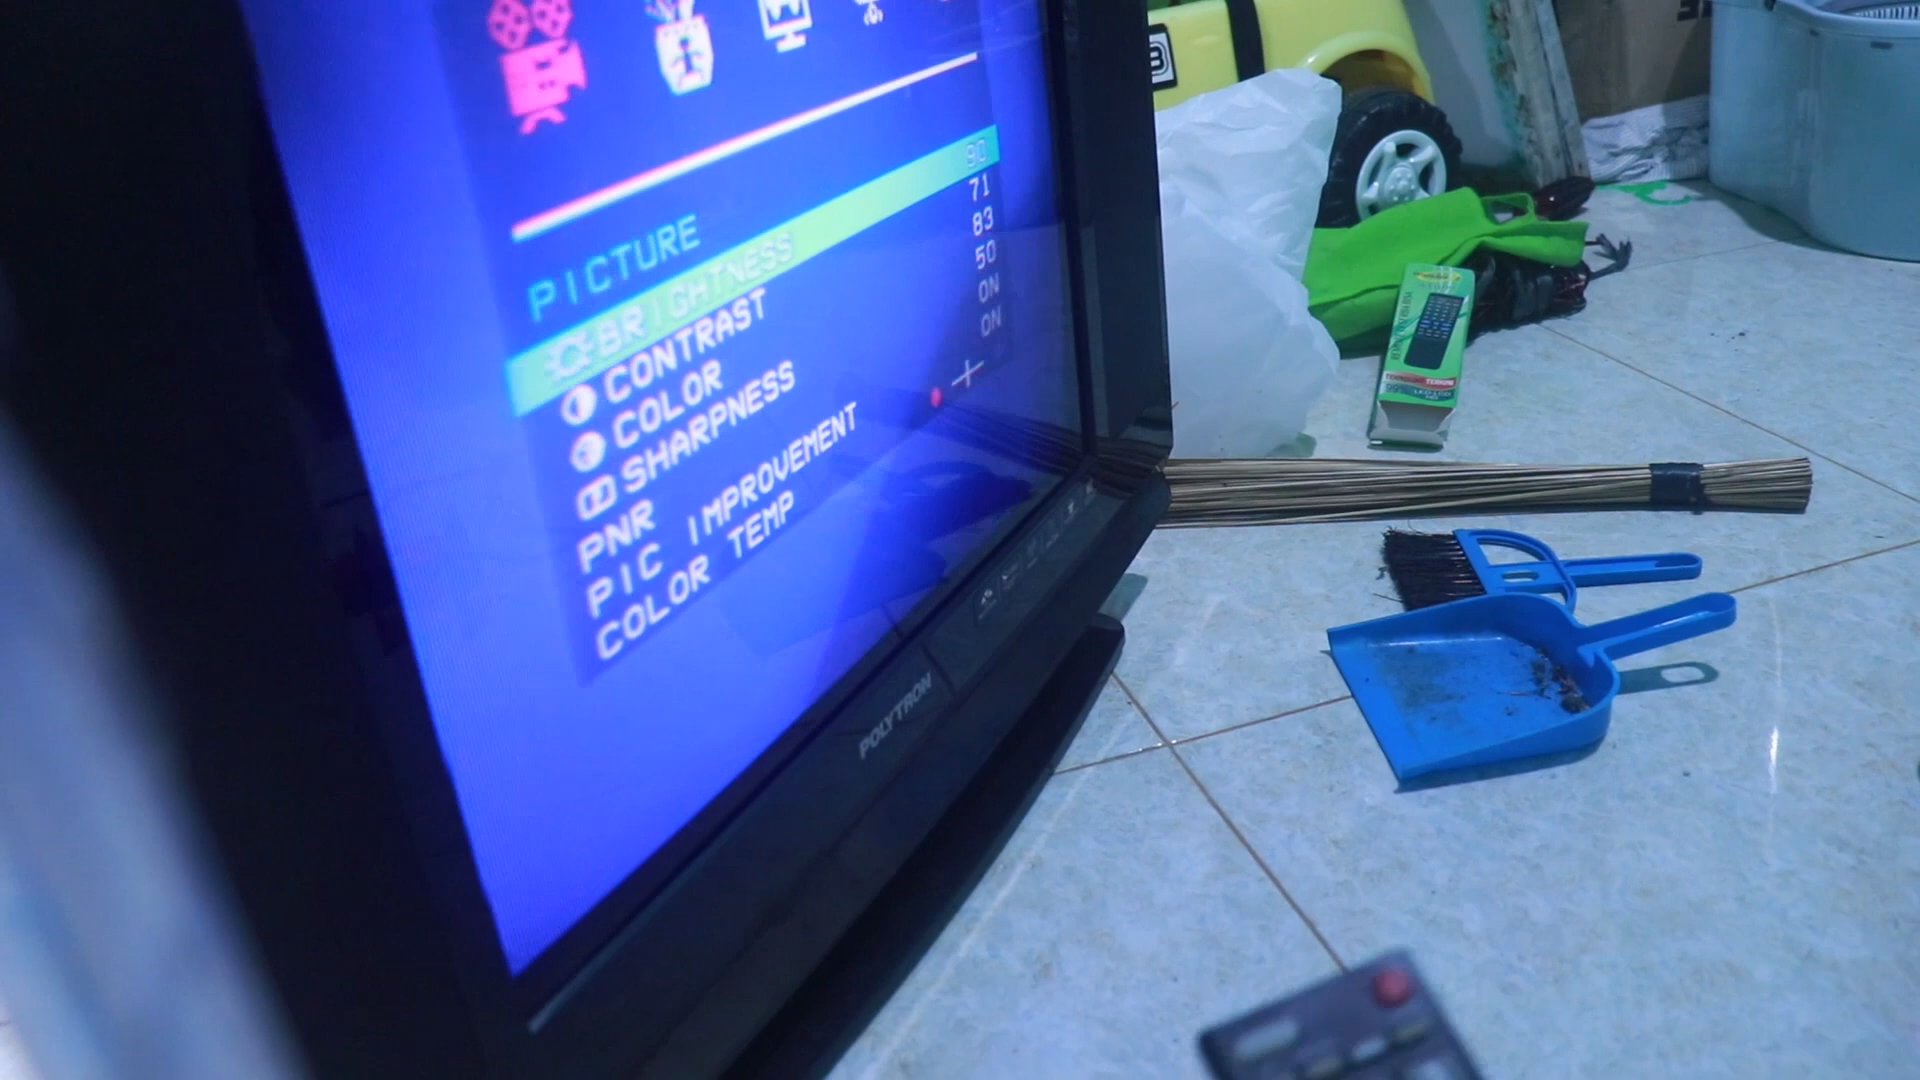 PICTURE
BRIGHTNESS 90
CONTRAST 71
COLOR 83
SHARPNESS 50
PNR ON
PIC IMPROVEMENT ON
COLOR TEMP
POLYTRON
B